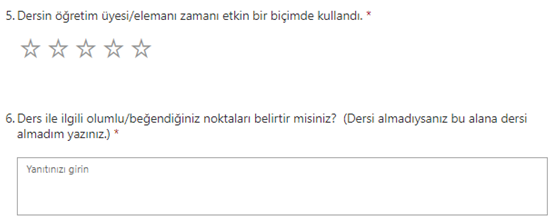 5. Dersin öğretim üyesi/elemanı zamanı etkin bir biçimde kullandı. *
6. Ders ile ilgili olumlu/beğendiğiniz noktaları belirtir misiniz? (Dersi almadıysanız bu alana dersi
almadım yazınız.) *
Yanıtınızı girin